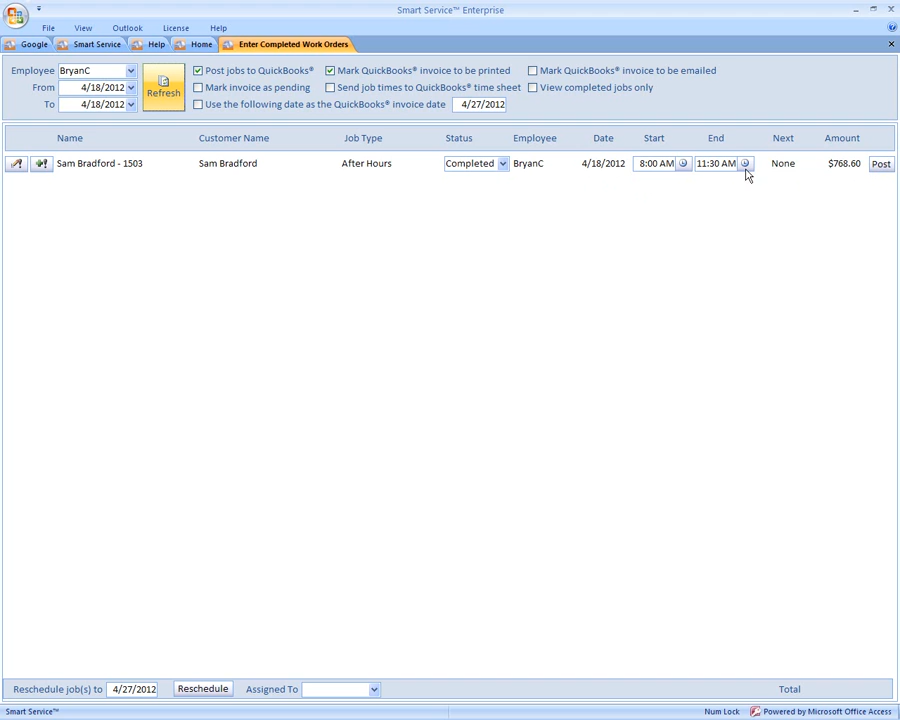 Smart Service™ Enterprise
File View Outlook License Help
Google Smart Service Help Home Enter Completed Work Orders
Employee BryanC Refresh Post jobs to QuickBooks® Mark QuickBooks® invoice to be printed Mark QuickBooks® invoice to be emailed
From 4/18/2012 Mark invoice as pending Send job times to QuickBooks® time sheet View completed jobs only
To 4/18/2012 Use the following date as the QuickBooks® invoice date 4/27/2012
Name Customer Name Job Type Status Employee Date Start End Next Amount
Sam Bradford - 1503 Sam Bradford After Hours Completed BryanC 4/18/2012 8:00 AM 11:30 AM None $768.60 Post
Reschedule job(s) to 4/27/2012 Reschedule Assigned To Total
Smart Service™ Num Lock Powered by Microsoft Office Access